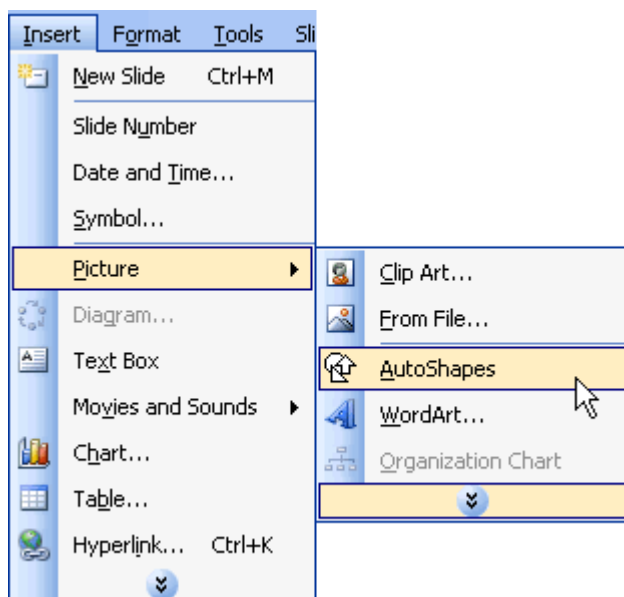 Insert Format Tools Sli
New Slide Ctrl+M
Slide Number
Date and Time...
Symbol...
Picture
Diagram...
Text Box
Movies and Sounds
Chart...
Table...
Hyperlink... Ctrl+K
Clip Art...
From File...
AutoShapes
WordArt...
Organization Chart